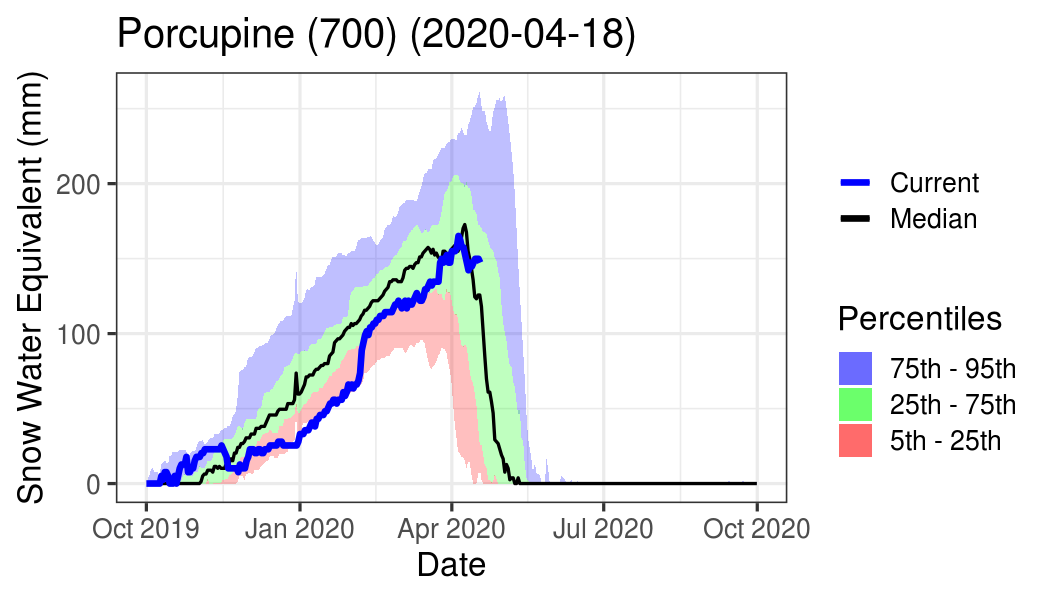 Porcupine (700) (2020-04-18)
Snow Water Equivalent (mm)
200
100
0
Oct 2019 Jan 2020 Apr 2020 Jul 2020 Oct 2020
Date
Current
Median
Percentiles
75th - 95th
25th - 75th
5th - 25th